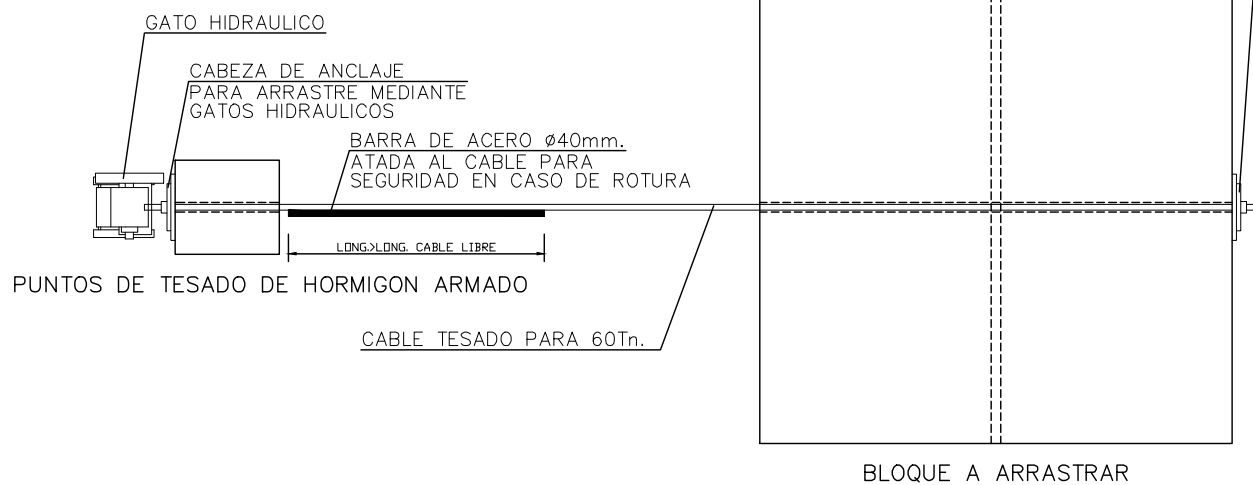 GATO HIDRAULICO
CABEZA DE ANCLAJE
PARA ARRASTRE MEDIANTE
GATOS HIDRAULICOS
BARRA DE ACERO ø40mm.
ATADA AL CABLE PARA
SEGURIDAD EN CASO DE ROTURA
LONG.>LONG. CABLE LIBRE
PUNTOS DE TESADO DE HORMIGON ARMADO
CABLE TESADO PARA 60Tn.
BLOQUE A ARRASTRAR